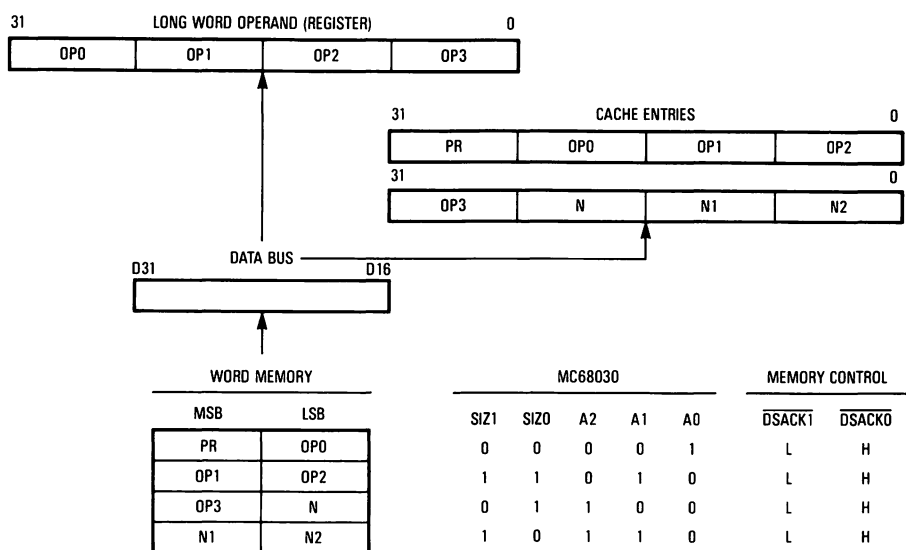 31 LONG WORD OPERAND (REGISTER) 0
OP0 OP1 OP2 OP3
31 CACHE ENTRIES 0
PR OP0 OP1 OP2
31 0
OP3 N N1 N2
DATA BUS
D31 D16
WORD MEMORY MC68030 MEMORY CONTROL
MSB LSB SIZ1 SIZ0 A2 A1 A0 DSACK1 DSACK0
PR OP0 0 0 0 0 1 L H
OP1 OP2 1 1 0 1 0 L H
OP3 N 0 1 1 0 0 L H
N1 N2 1 0 1 1 0 L H